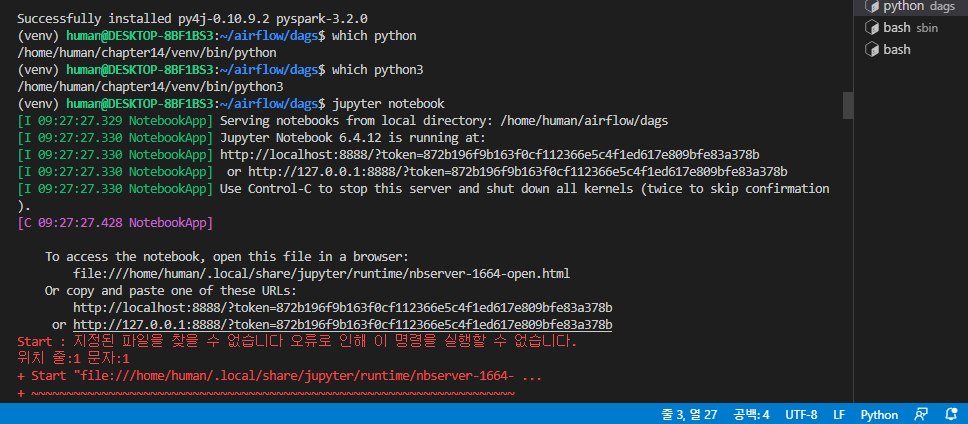 Successfully installed py4j-0.10.9.2 pyspark-3.2.0
(venv) human@DESKTOP-8BF1BS3:~/airflow/dags$ which python
/home/human/chapter14/venv/bin/python
(venv) human@DESKTOP-8BF1BS3:~/airflow/dags$ which python3
/home/human/chapter14/venv/bin/python3
(venv) human@DESKTOP-8BF1BS3:~/airflow/dags$ jupyter notebook
[I 09:27:27.329 NotebookApp] Serving notebooks from local directory: /home/human/airflow/dags
[I 09:27:27.330 NotebookApp] Jupyter Notebook 6.4.12 is running at:
[I 09:27:27.330 NotebookApp] http://localhost:8888/?token=872b196f9b163f0cf112366e5c4f1ed617e809bfe83a378b
[I 09:27:27.330 NotebookApp]  or http://127.0.0.1:8888/?token=872b196f9b163f0cf112366e5c4f1ed617e809bfe83a378b
[I 09:27:27.330 NotebookApp] Use Control-C to stop this server and shut down all kernels (twice to skip confirmation
).
[C 09:27:27.428 NotebookApp]
To access the notebook, open this file in a browser:
file:///home/human/.local/share/jupyter/runtime/nbserver-1664-open.html
Or copy and paste one of these URLs:
http://localhost:8888/?token=872b196f9b163f0cf112366e5c4f1ed617e809bfe83a378b
or http://127.0.0.1:8888/?token=872b196f9b163f0cf112366e5c4f1ed617e809bfe83a378b
Start : 지정된 파일을 찾을 수 없습니다 오류로 인해 이 명령을 실행할 수 없습니다.
위치 줄:1 문자:1
+ Start "file:///home/human/.local/share/jupyter/runtime/nbserver-1664- ...
+ ~~~~~~~~~~~~~~~~~~~~~~~~~~~~~~~~~~~~~~~~~~~~~~~~~~~~~~~~~~~~~~~~~~~~~
python dags
bash sbin
bash
줄 3, 열 27 공백: 4 UTF-8 LF Python